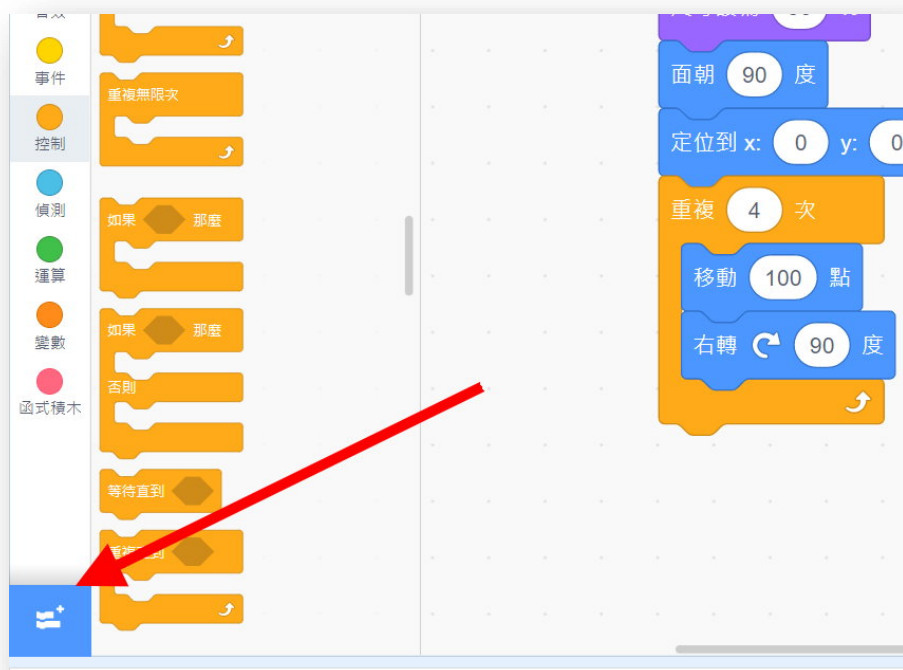 事件
控制
偵測
運算
變數
函式積木
重複無限次
如果 那麼
如果 那麼
否則
等待直到
面朝 90 度
定位到 x: 0 y: 0
重複 4 次
移動 100 點
右轉 90 度